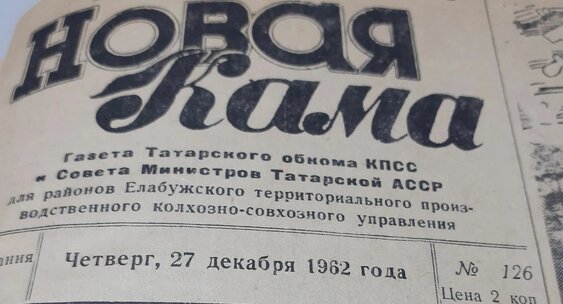 Новая
Кама
Газета Татарского обкома КПСС
и Совета Министров Татарской АССР
для районов Елабужского территориального произ-
водственного колхозно-совхозного управления
Четверг, 27 декабря 1962 года
№ 126
Цена 2 коп